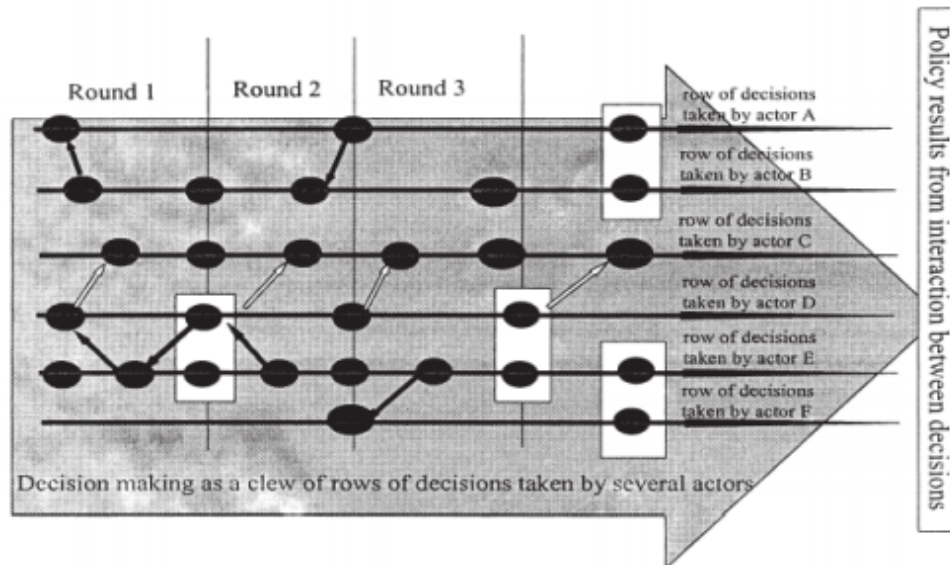 Round 1
Round 2
Round 3
row of decisions
taken by actor A
row of decisions
taken by actor B
row of decisions
taken by actor C
row of decisions
taken by actor D
row of decisions
taken by actor E
row of decisions
taken by actor F
Decision making as a clew of rows of decisions taken by several actors
Policy results from interaction between decisions